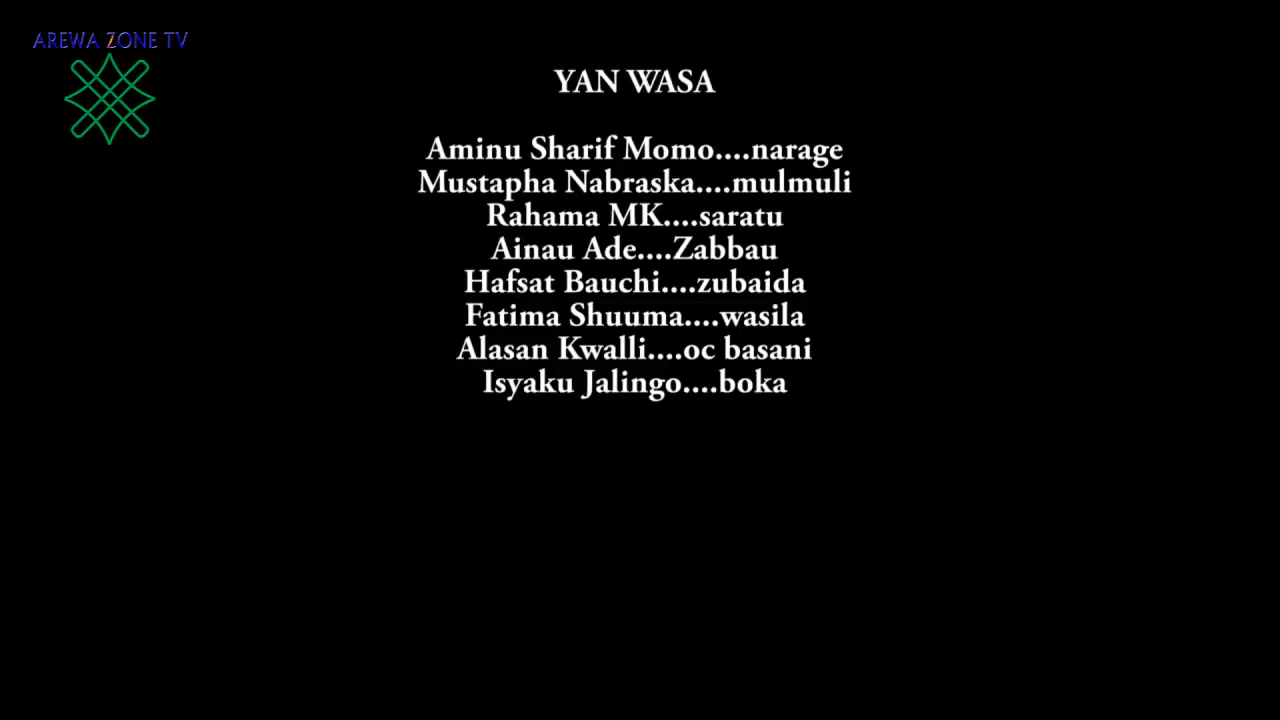 AREWA ZONE TV
YAN WASA
Aminu Sharif Momo....narage
Mustapha Nabraska....mulmuli
Rahama MK....saratu
Ainau Ade....Zabbau
Hafsat Bauchi....zubaida
Fatima Shuuma....wasila
Alasan Kwalli....oc basani
Isyaku Jalingo....boka